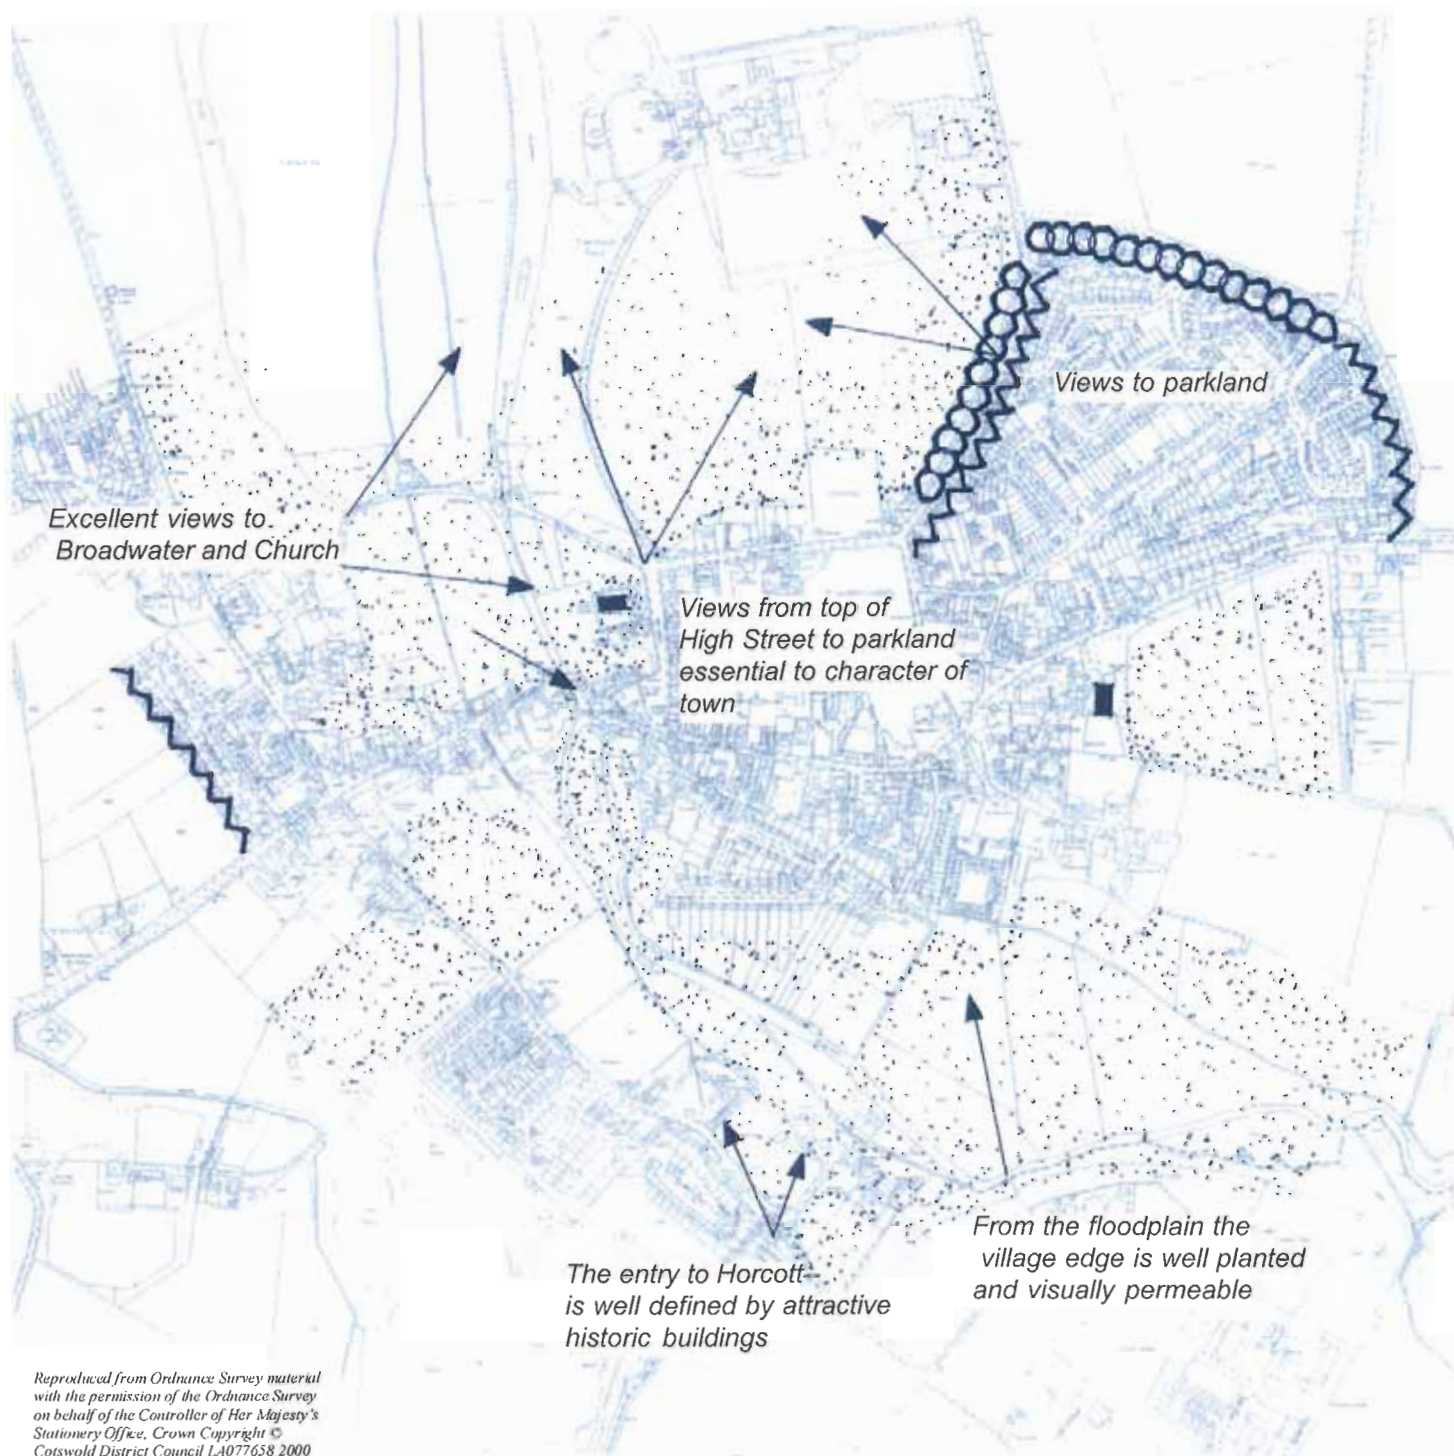 Views to parkland
Excellent views to
Broadwater and Church
Views from top of
High Street to parkland
essential to character of
town
From the floodplain the
village edge is well planted
and visually permeable
The entry to Horcott
is well defined by attractive
historic buildings
Reproduced from Ordnance Survey material
with the permission of the Ordnance Survey
on behalf of the Controller of Her Majesty's
Stationery Office, Crown Copyright ©
Cotswold District Council LA077658 2000